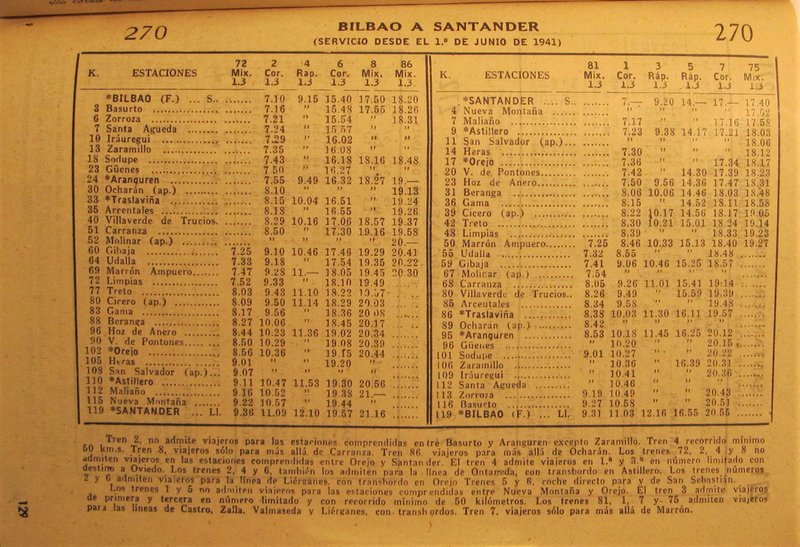 270 BILBAO A SANTANDER 270
(SERVICIO DESDE EL 1.º DE JUNIO DE 1941)
K. ESTACIONES 72 Mix. 1.3 2 Cor. 1.3 4 Rap. 1.3 6 Cor. 1.3 8 Mix. 1.3 86 Cor. 1.3
*BILBAO (F.) ... S.. ....... 7.10 9.15 15.40 17.50 18.20
3 Basurto ....... 7.16 " 15.48 17.55 18.26
6 Zorroza ....... 7.21 " 15.54 " 18.31
7 Santa Agueda ....... 7.24 " 15.57 "
10 Iráuregui ....... 7.29 " 16.02 "
13 Zaramillo ....... 7.35 " 16.08 "
18 Sodupe ....... 7.43 " 16.18 18.16 18.48
23 Güenes ....... 7.50 " 16.27 "
24 *Aranguren ....... 7.55 9.49 16.32 18.27 19.—
30 Ocharán (ap.) ....... 8.10 " " " 19.13
33 *Traslaviña ....... 8.15 10.04 16.51 " 19.24
35 Arcentales ....... 8.18 " 16.55 " 19.26
40 Villaverde de Trucios. ....... 8.29 10.16 17.06 18.57 19.37
51 Carranza ....... 8.50 " 17.30 19.16 19.58
52 Molinar (ap.) ....... " " " " 20.—
60 Gibaja ....... 7.25 9.10 10.46 17.46 19.29 20.41
64 Udalla ....... 7.33 9.18 " 17.54 19.35 20.22
69 Marrón Ampuero ....... 7.47 9.28 11.— 18.05 19.45 20.30
72 Limpias ....... 7.52 9.33 " 18.10 19.49 .......
77 Treto ....... 8.03 9.43 11.10 18.22 .......
80 Cícero (ap.) ....... 8.09 9.50 11.14 18.29 20.03 .......
83 Gama ....... 8.17 9.56 " 18.36 20.08 .......
88 Beranga ....... 8.27 10.06 " 18.45 20.17 .......
96 Hoz de Anero ....... 8.44 10.23 11.36 19.02 20.34 .......
90 V. de Pontones ....... 8.50 10.29 " 19.08 20.39 .......
102 *Orejo ....... 8.56 10.36 " 19.15 20.44 .......
105 Heras ....... 9.01 " " 19.20 " .......
108 San Salvador (ap.) ... 9.07 " " " " .......
110 *Astillero ....... 9.11 10.47 11.53 19.30 20.56 .......
112 Maliaño ....... 9.16 10.52 " 19.38 21.— .......
115 Nueva Montaña ....... 9.22 10.57 " 19.44 " .......
119 *SANTANDER ... Ll. 9.36 11.09 12.10 19.57 21.16 .......
K. ESTACIONES 81 Mix. 1.3 1 Cor. 1.3 3 Ráp. 1.3 5 Ráp. 1.3 7 Cor. 1.3 75 Mix 1.3
*SANTANDER .... S.. ....... 7.— 9.20 14.— 17.— 17.40
4 Nueva Montaña ....... " " " " 17.52
7 Maliaño ....... 7.17 " " 17.16 17.58
9 *Astillero ....... 7.23 9.38 14.17 17.21 18.03
11 San Salvador (ap.) ....... " " " " 18.06
14 Heras ....... 7.30 " " " 18.12
17 *Orejo ....... 7.36 " " 17.34 18.17
20 V. de Pontones ....... 7.42 " 14.30 17.39 18.23
23 Hoz de Anero ....... 7.50 9.56 14.36 17.47 18.31
31 Beranga ....... 8.06 10.06 14.46 18.03 18.48
36 Gama ....... 8.15 " 14.52 18.11 18.58
39 Cícero (ap.) ....... 8.22 10.17 14.56 18.17 19.05
42 Treto ....... 8.30 10.21 15.01 18.24 19.14
48 Limpias ....... 8.39 " " 18.33 19.23
50 Marrón Ampuero ....... 7.25 8.46 10.33 15.13 18.40 19.27
55 Udalla ....... 7.32 8.55 " " 18.48 .......
59 Gibaja ....... 7.41 9.06 10.46 15.25 18.57 .......
67 Molinar (ap.) ....... 7.54 " " " " .......
68 Carranza ....... 8.05 9.26 11.01 15.41 19.14 .......
80 Villaverde de Trucios.. 8.26 9.49 " 15.59 19.39 .......
85 Arcentales ....... 8.34 9.58 " " 19.48 .......
86 *Traslaviña ....... 8.38 10.03 11.30 16.11 19.57 .......
89 Ocharán (ap.) ....... 8.42 " " " " .......
95 *Aranguren ....... 8.53 10.18 11.45 16.25 20.12 .......
96 Güenes ....... " 10.20 " " 20.15 .......
101 Sodupe ....... 9.01 10.27 " " 20.22 .......
106 Zaramillo ....... " 10.36 " 16.39 20.31 .......
109 Iráuregui ....... " 10.41 " " 20.36 .......
112 Santa Agueda ....... " 10.46 " " " .......
113 Zorroza ....... 9.19 10.49 " " 20.43 .......
116 Basurto ....... 9.27 10.53 " " 20.51 .......
119 *BILBAO (F.) ... Ll. 9.31 11.03 12.16 16.55 20.55 .......
Tren 2, no admite viajeros para las estaciones comprendidas entre Basurto y Aranguren excepto Zaramillo. Tren 4 recorrido mínimo
50 km.s. Tren 8, viajeros sólo para más allá de Carranza. Tren 86, viajeros para más allá de Ocharán. Los trenes 72, 2, 4 y 8 no
admiten viajeros en las estaciones comprendidas entre Orejo y Santander. El tren 4 admite viajeros en 1.ª y 3.ª en número limitado con
destino a Oviedo. Los trenes 2, 4 y 6, también los admiten para la línea de Ontaneda, con transbordo en Astillero. Los trenes números
2 y 6 admiten viajeros para la línea de Liérganes, con transbordo en Orejo Trenes 5 y 6, coche directo para y de San Sebastián.
Los trenes 1 y 5 no admiten viajeros para las estaciones comprendidas entre Nueva Montaña y Orejo. El tren 3 admite viajeros
de primera y tercera en número limitado y con recorrido mínimo de 50 kilómetros. Los trenes 81, 1, 7 y 75 admiten viajeros
para las líneas de Castro, Zalla, Valmaseda y Liérganes, con transbordos. Tren 7, viajeros sólo para más allá de Marrón.
129